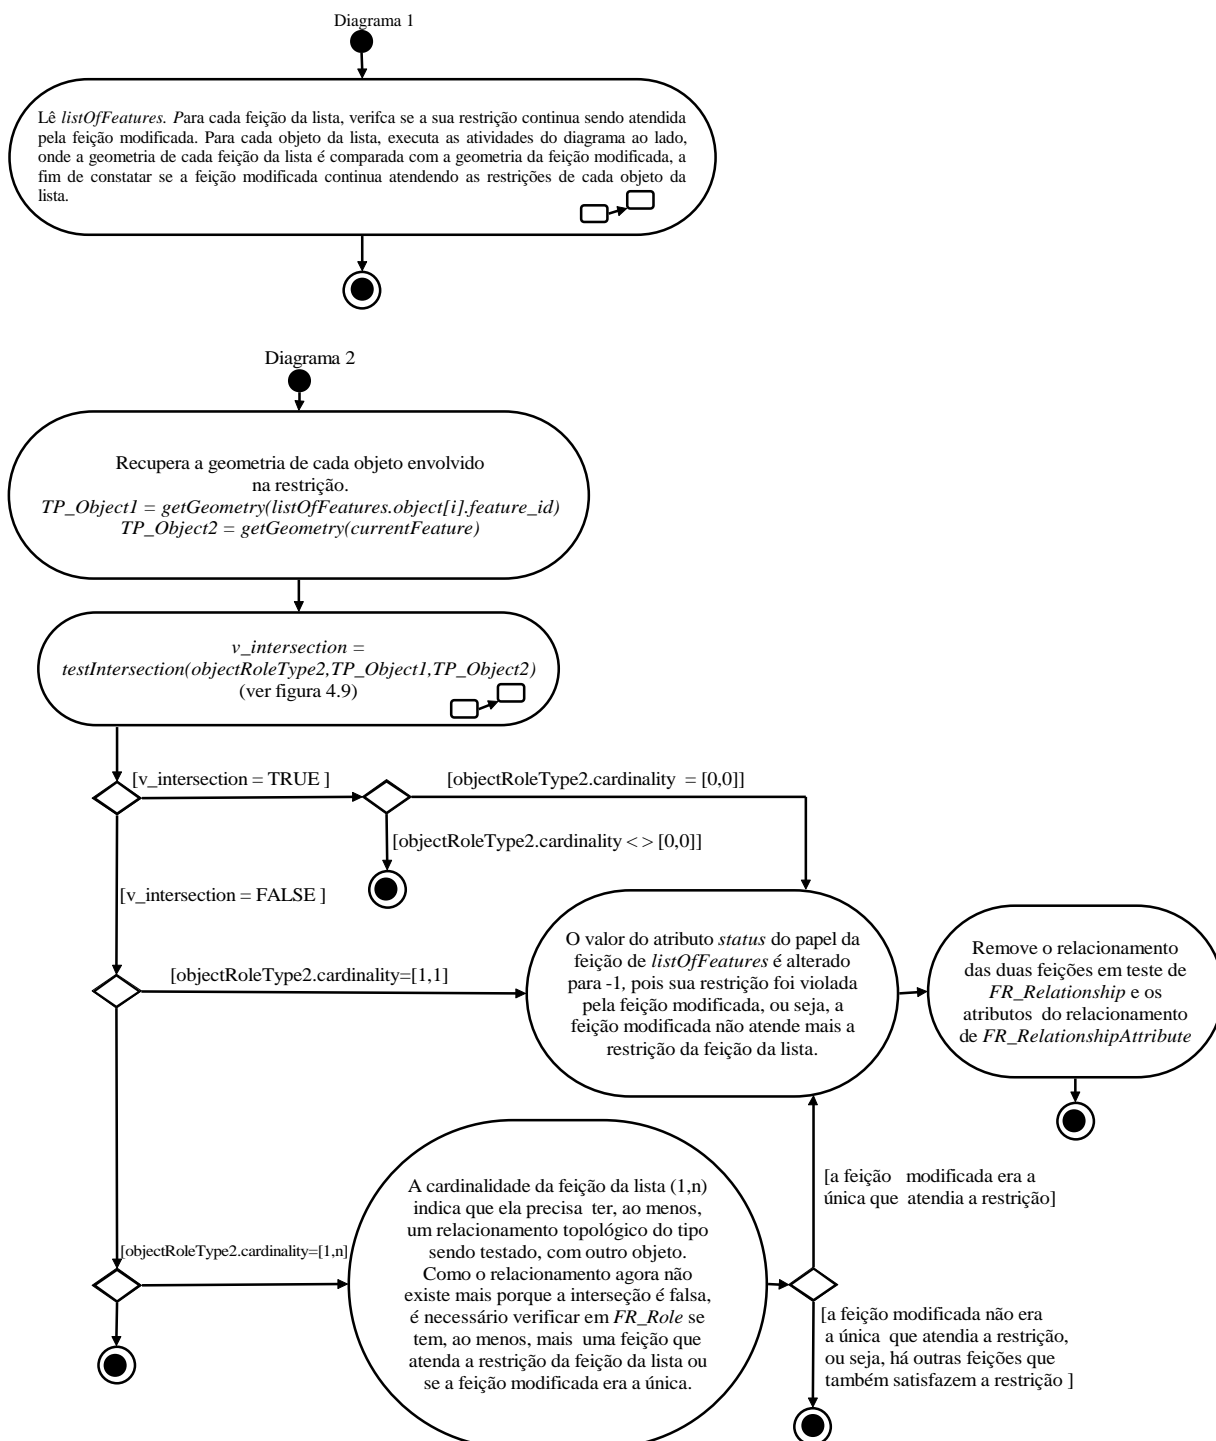 Diagrama 1
Lê listOfFeatures. Para cada feição da lista, verifca se a sua restrição continua sendo atendida
pela feição modificada. Para cada objeto da lista, executa as atividades do diagrama ao lado,
onde a geometria de cada feição da lista é comparada com a geometria da feição modificada, a
fim de constatar se a feição modificada continua atendendo as restrições de cada objeto da
lista.
Diagrama 2
Recupera a geometria de cada objeto envolvido
na restrição.
TP_Object1 = getGeometry(listOfFeatures.object[i].feature_id)
TP_Object2 = getGeometry(currentFeature)
v_intersection =
testIntersection(objectRoleType2,TP_Object1,TP_Object2)
(ver figura 4.9)
[v_intersection = TRUE ]
[objectRoleType2.cardinality = [0,0]]
[objectRoleType2.cardinality < > [0,0]]
[v_intersection = FALSE ]
[objectRoleType2.cardinality=[1,1]
O valor do atributo status do papel da
feição de listOfFeatures é alterado
para -1, pois sua restrição foi violada
pela feição modificada, ou seja, a
feição modificada não atende mais a
restrição da feição da lista.
Remove o relacionamento
das duas feições em teste de
FR_Relationship e os
atributos do relacionamento
de FR_RelationshipAttribute
[a feição modificada era a
única que atendia a restrição]
[objectRoleType2.cardinality=[1,n]
A cardinalidade da feição da lista (1,n)
indica que ela precisa ter, ao menos,
um relacionamento topológico do tipo
sendo testado, com outro objeto.
Como o relacionamento agora não
existe mais porque a interseção é falsa,
é necessário verificar em FR_Role se
tem, ao menos, mais uma feição que
atenda a restrição da feição da lista ou
se a feição modificada era a única.
[a feição modificada não era
a única que atendia a restrição,
ou seja, há outras feições que
também satisfazem a restrição ]